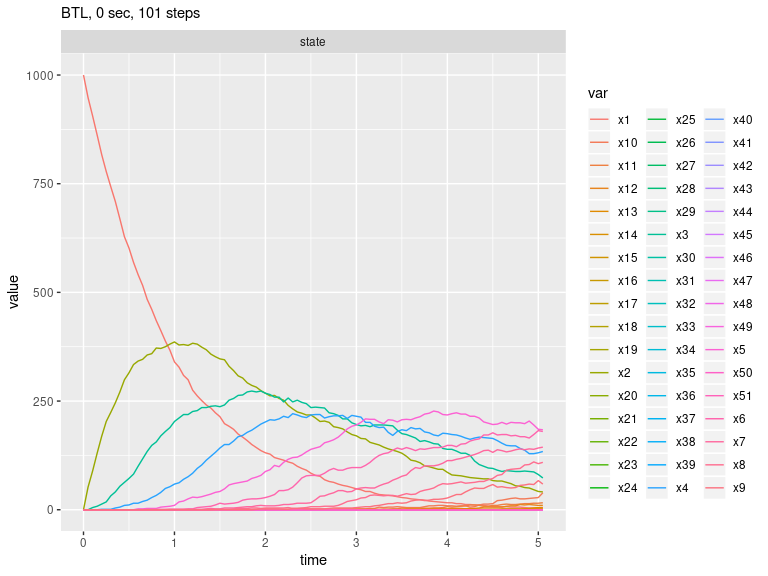 BTL, 0 sec, 101 steps
state
value
1000
750
500
250
0
0 1 2 3 4 5
time
var
x1 x25 x40
x10 x26 x41
x11 x27 x42
x12 x28 x43
x13 x29 x44
x14 x3 x45
x15 x30 x46
x16 x31 x47
x17 x32 x48
x18 x33 x49
x19 x34 x5
x2 x35 x50
x20 x36 x51
x21 x37 x6
x22 x38 x7
x23 x39 x8
x24 x4 x9